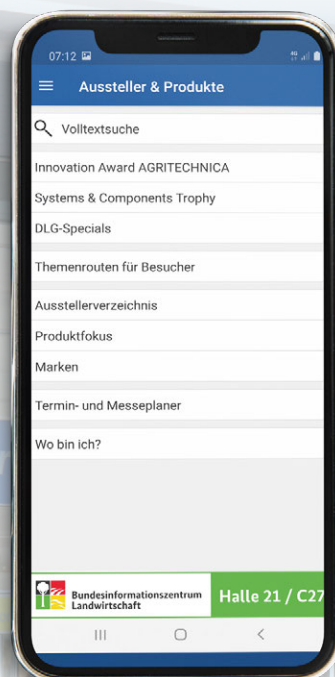 07:12
Aussteller & Produkte
Volltextsuche
Innovation Award AGRITECHNICA
Systems & Components Trophy
DLG-Specials
Themenrouten für Besucher
Ausstellerverzeichnis
Produktfokus
Marken
Termin- und Messeplaner
Wo bin ich?
Bundesinformationszentrum
Landwirtschaft
Halle 21 / C27